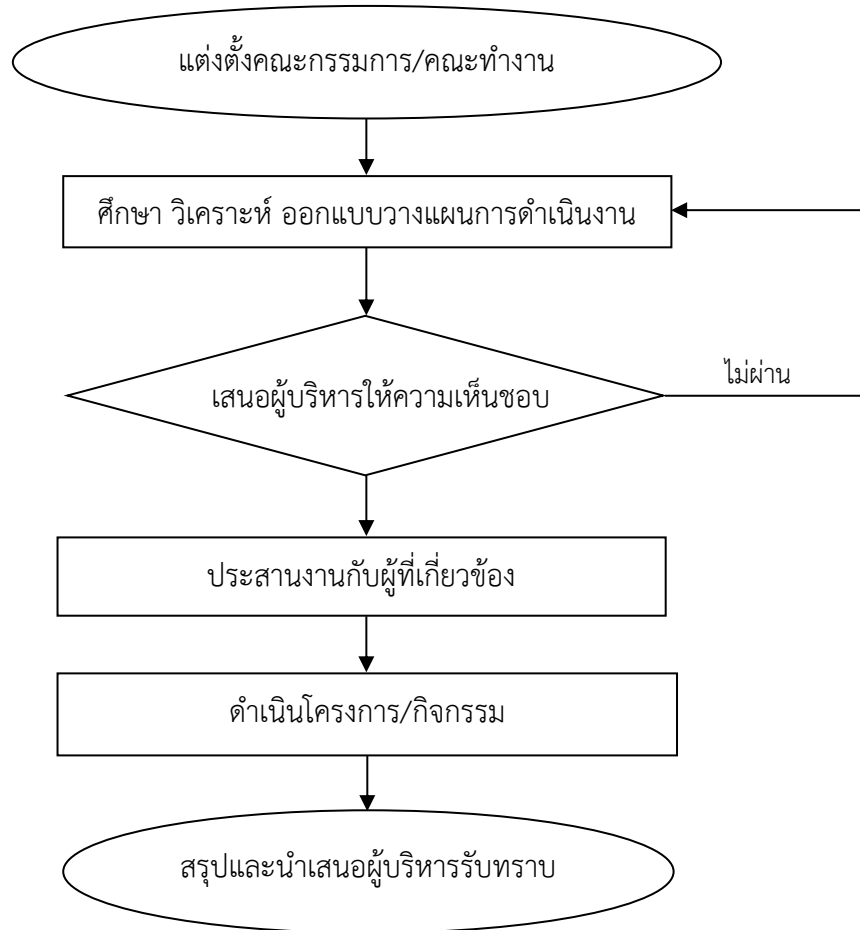 แต่งตั้งคณะกรรมการ/คณะทำงาน
ศึกษา วิเคราะห์ ออกแบบวางแผนการดำเนินงาน
เสนอผู้บริหารให้ความเห็นชอบ
ไม่ผ่าน
ประสานงานกับผู้ที่เกี่ยวข้อง
ดำเนินโครงการ/กิจกรรม
สรุปและนำเสนอผู้บริหารรับทราบ